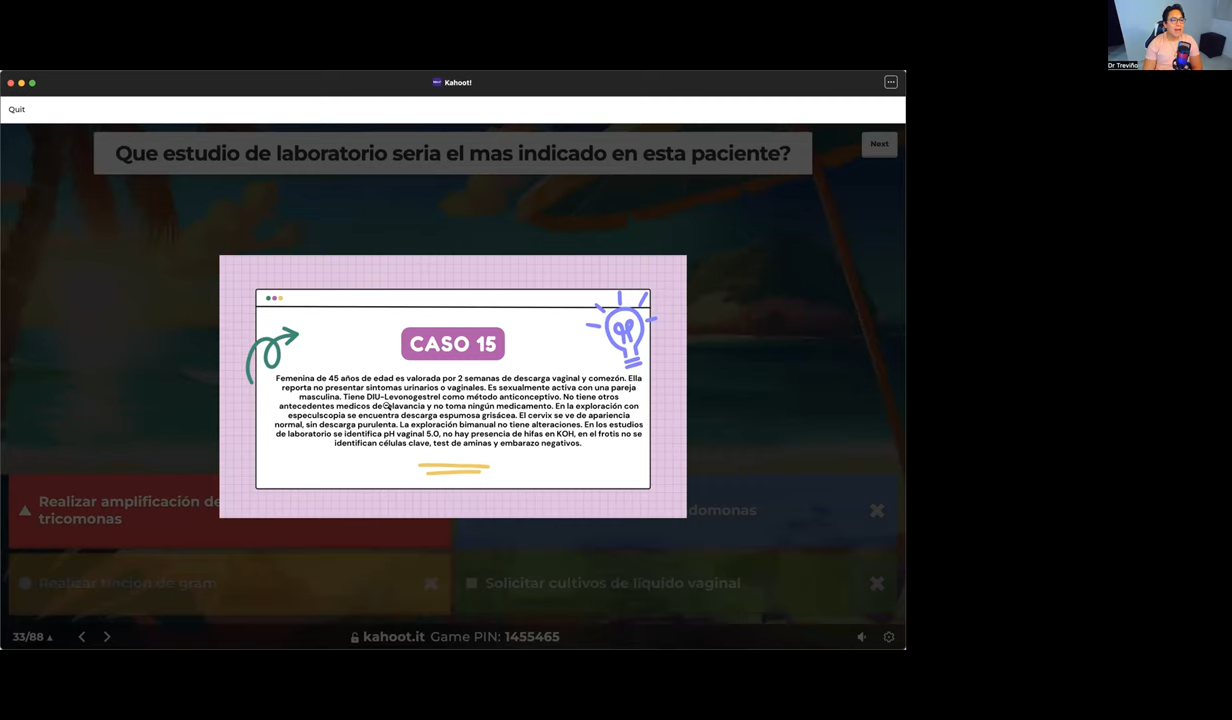 Dr Treviño
Kahoot!
Quit
Que estudio de laboratorio seria el mas indicado en esta paciente?
Next
CASO 15
Femenina de 45 años de edad es valorada por 2 semanas de descarga vaginal y comezón. Ella
reporta no presentar sintomas urinarios o vaginales. Es sexualmente activa con una pareja
masculina. Tiene DIU-Levonogestrel como método anticonceptivo. No tiene otros
antecedentes medicos de relavancia y no toma ningún medicamento. En la exploración con
especulscopia se encuentra descarga espumosa grisácea. El cervix se ve de apariencia
normal, sin descarga purulenta. La exploración bimanual no tiene alteraciones. En los estudios
de laboratorio se identifica pH vaginal 5.0, no hay presencia de hifas en KOH, en el frotis no se
identifican células clave, test de aminas y embarazo negativos.
Realizar amplificación de
tricomonas
domonas
Realizar tinción de gram
Solicitar cultivos de líquido vaginal
33/88
kahoot.it Game PIN: 1455465